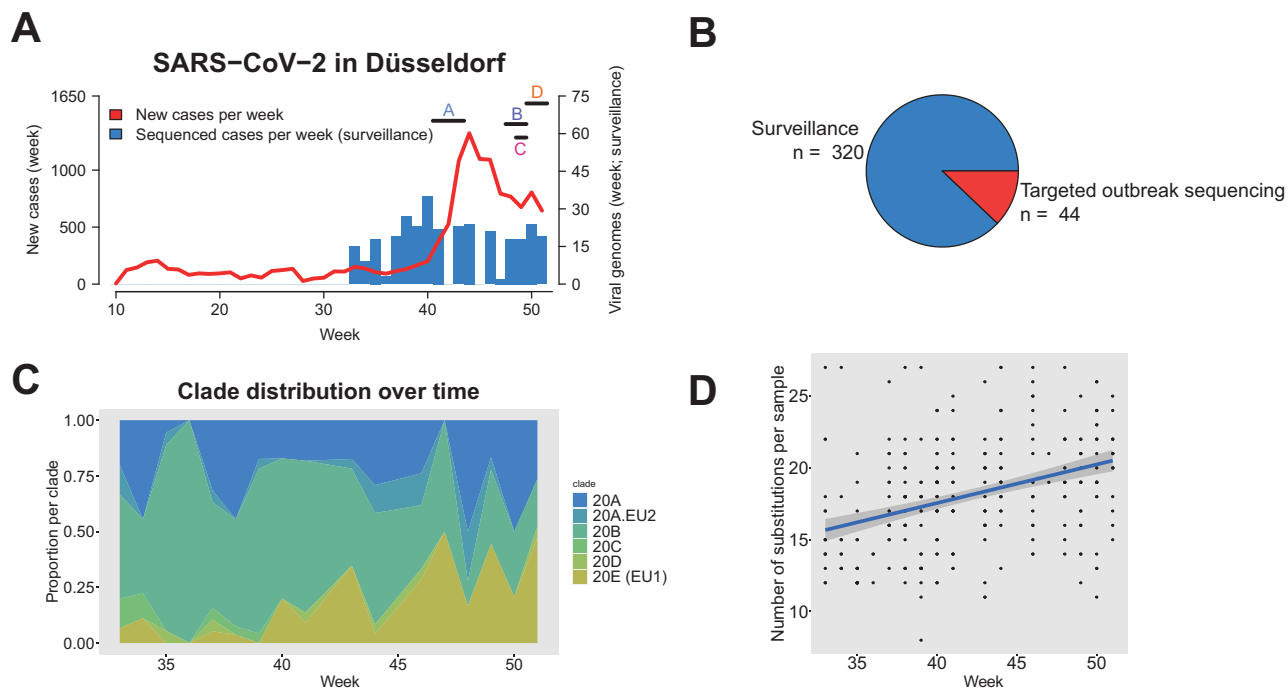 A
SARS−CoV−2 in Düsseldorf
New cases per week
Sequenced cases per week (surveillance)
A
B
C
D
New cases (week)
1650
1000
500
0
75
60
45
30
15
0
Viral genomes (week; surveillance)
10
20
30
40
50
Week
B
Surveillance
n = 320
Targeted outbreak sequencing
n = 44
C
Clade distribution over time
Proportion per clade
1.00
0.75
0.50
0.25
0.00
35
40
45
50
Week
clade
20A
20A.EU2
20B
20C
20D
20E (EU1)
D
Number of substitutions per sample
25
20
15
10
35
40
45
50
Week